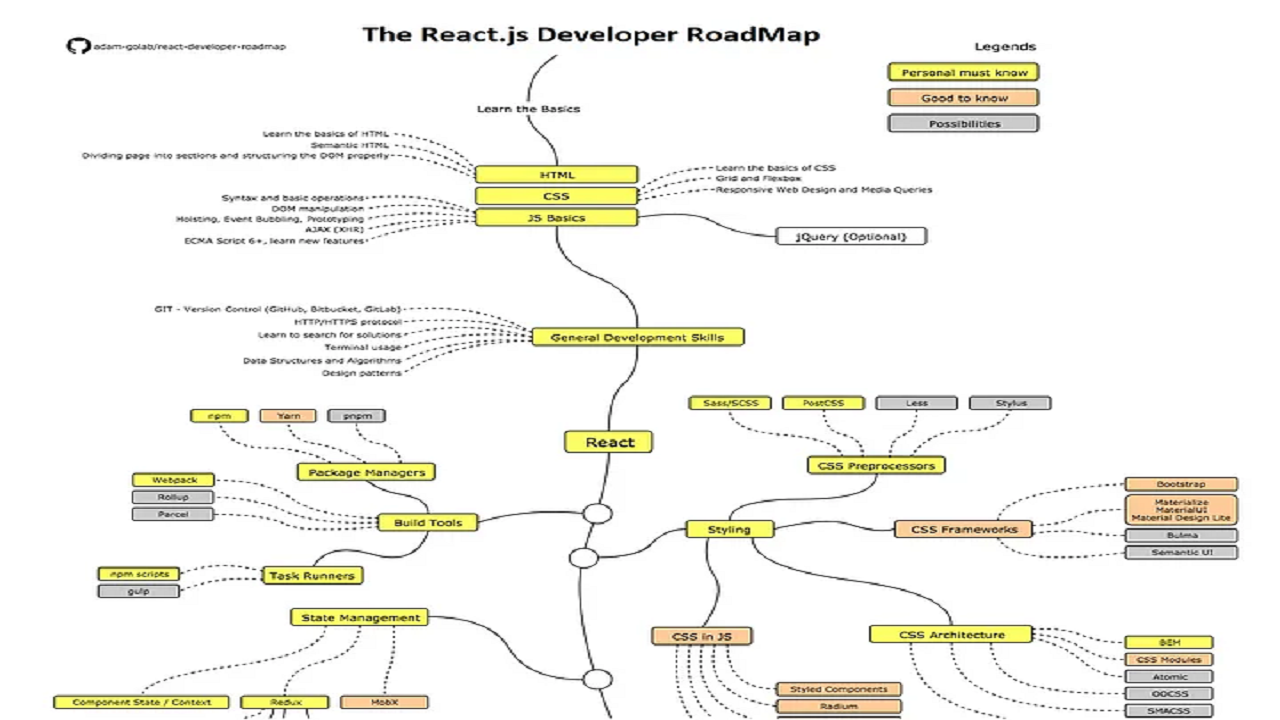 The React.js Developer RoadMap
adam-golab/react-developer-roadmap
Legends
Personal must know
Good to know
Possibilities
Learn the Basics
Learn the basics of HTML
Semantic HTML
Dividing page into sections and structuring the DOM properly
HTML
CSS
JS Basics
Learn the basics of CSS
Grid and Flexbox
Responsive Web Design and Media Queries
Syntax and basic operations
DOM manipulation
Hoisting, Event Bubbling, Prototyping
AJAX (XHR)
ECMA Script 6+, learn new features
jQuery (Optional)
GIT - Version Control (GitHub, Bitbucket, GitLab)
HTTP/HTTPS protocol
Learn to search for solutions
Terminal usage
Data Structures and Algorithms
Design patterns
General Development Skills
React
npm
Yarn
pnpm
Package Managers
Webpack
Rollup
Parcel
Build Tools
npm scripts
gulp
Task Runners
Sass/SCSS
PostCSS
Less
Stylus
CSS Preprocessors
Styling
CSS Frameworks
Bootstrap
Materialize
MaterialUI
Material Design Lite
Bulma
Semantic UI
State Management
Component State / Context
Redux
MobX
CSS in JS
Styled Components
Radium
CSS Architecture
BEM
CSS Modules
Atomic
OOCSS
SMACSS